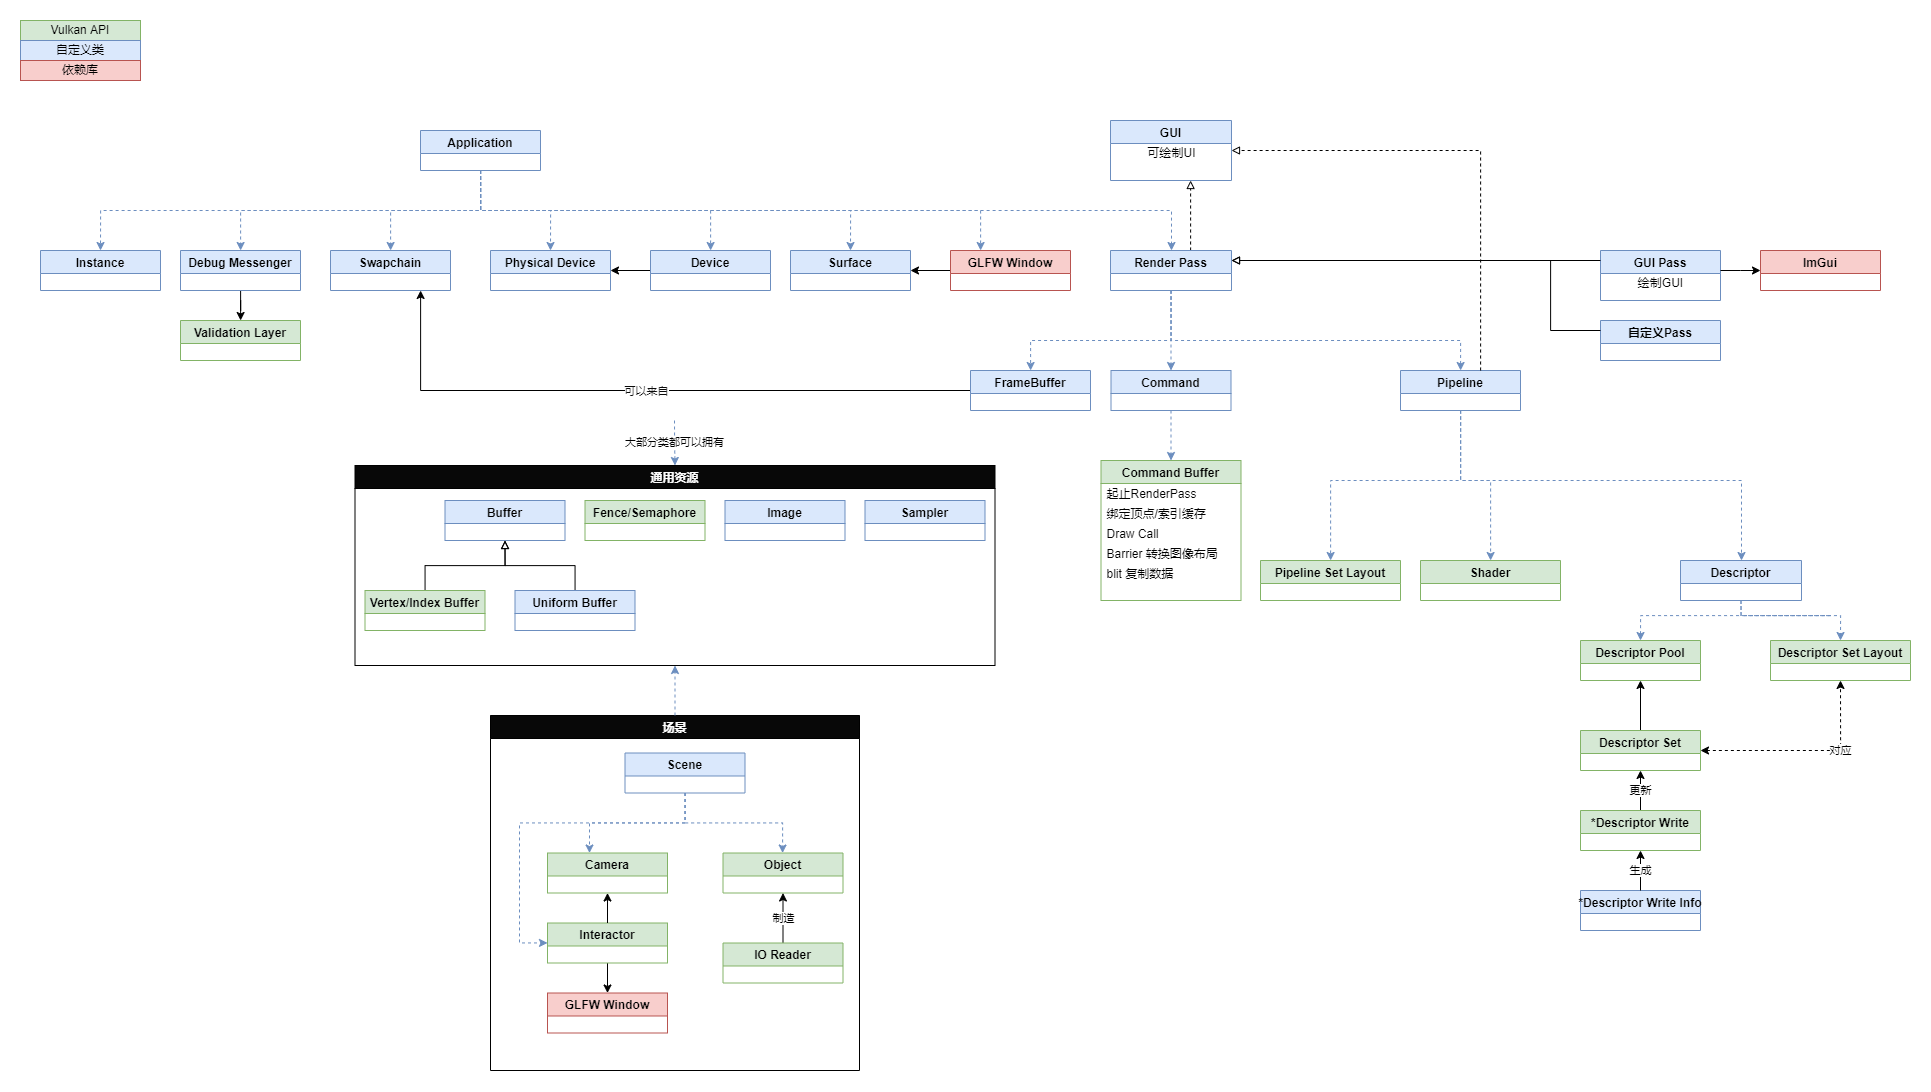 Vulkan API
自定义类
依赖库
Application
GUI
可绘制UI
Instance
Debug Messenger
Swapchain
Physical Device
Device
Surface
GLFW Window
Render Pass
GUI Pass
绘制GUI
ImGui
Validation Layer
自定义Pass
可以来自
FrameBuffer
Command
Pipeline
大部分类都可以拥有
通用资源
Buffer
Fence/Semaphore
Image
Sampler
Vertex/Index Buffer
Uniform Buffer
Command Buffer
起止RenderPass
绑定顶点/索引缓存
Draw Call
Barrier 转换图像布局
blit 复制数据
Pipeline Set Layout
Shader
Descriptor
Descriptor Pool
Descriptor Set Layout
Descriptor Set
对应
更新
*Descriptor Write
生成
*Descriptor Write Info
场景
Scene
Camera
Object
制造
Interactor
IO Reader
GLFW Window